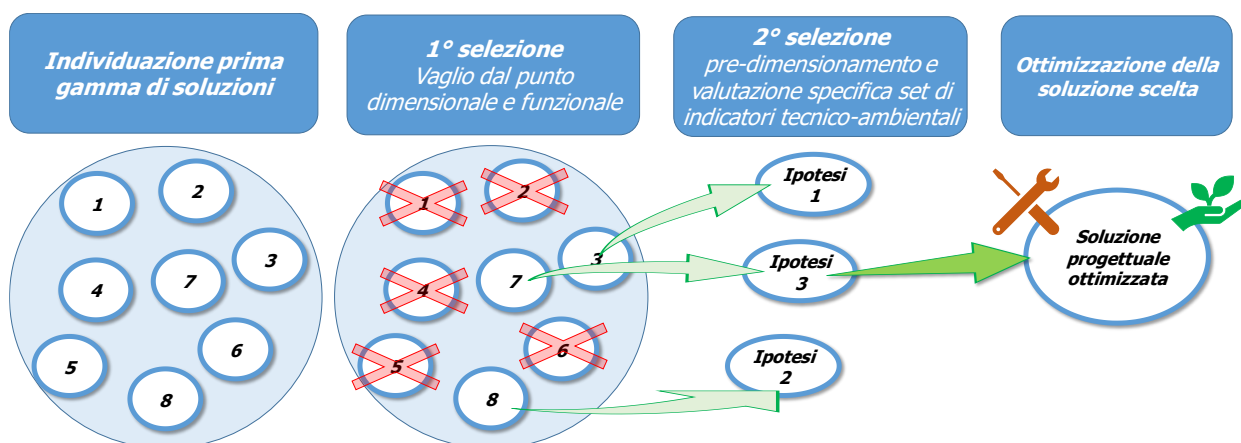 Individuazione prima
gamma di soluzioni
1° selezione
Vaglio dal punto
dimensionale e funzionale
2° selezione
pre-dimensionamento e
valutazione specifica set di
indicatori tecnico-ambientali
Ottimizzazione della
soluzione scelta
1
2
3
4
7
5
6
8
1
2
3
4
7
5
6
8
Ipotesi
1
Ipotesi
3
Ipotesi
2
Soluzione
progettuale
ottimizzata